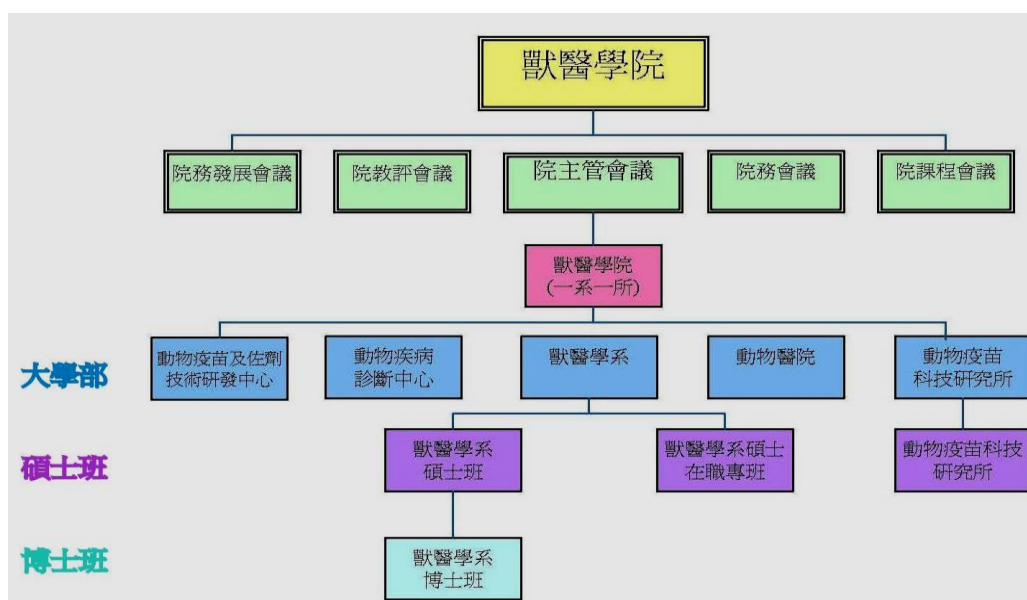 獸醫學院
院務發展會議
院教評會議
院主管會議
院務會議
院課程會議
獸醫學院
(一系一所)
大學部
動物疫苗及佐劑
技術研發中心
動物疾病
診斷中心
獸醫學系
動物醫院
動物疫苗
科技研究所
碩士班
獸醫學系
碩士班
獸醫學系碩士
在職專班
動物疫苗科技
研究所
博士班
獸醫學系
博士班